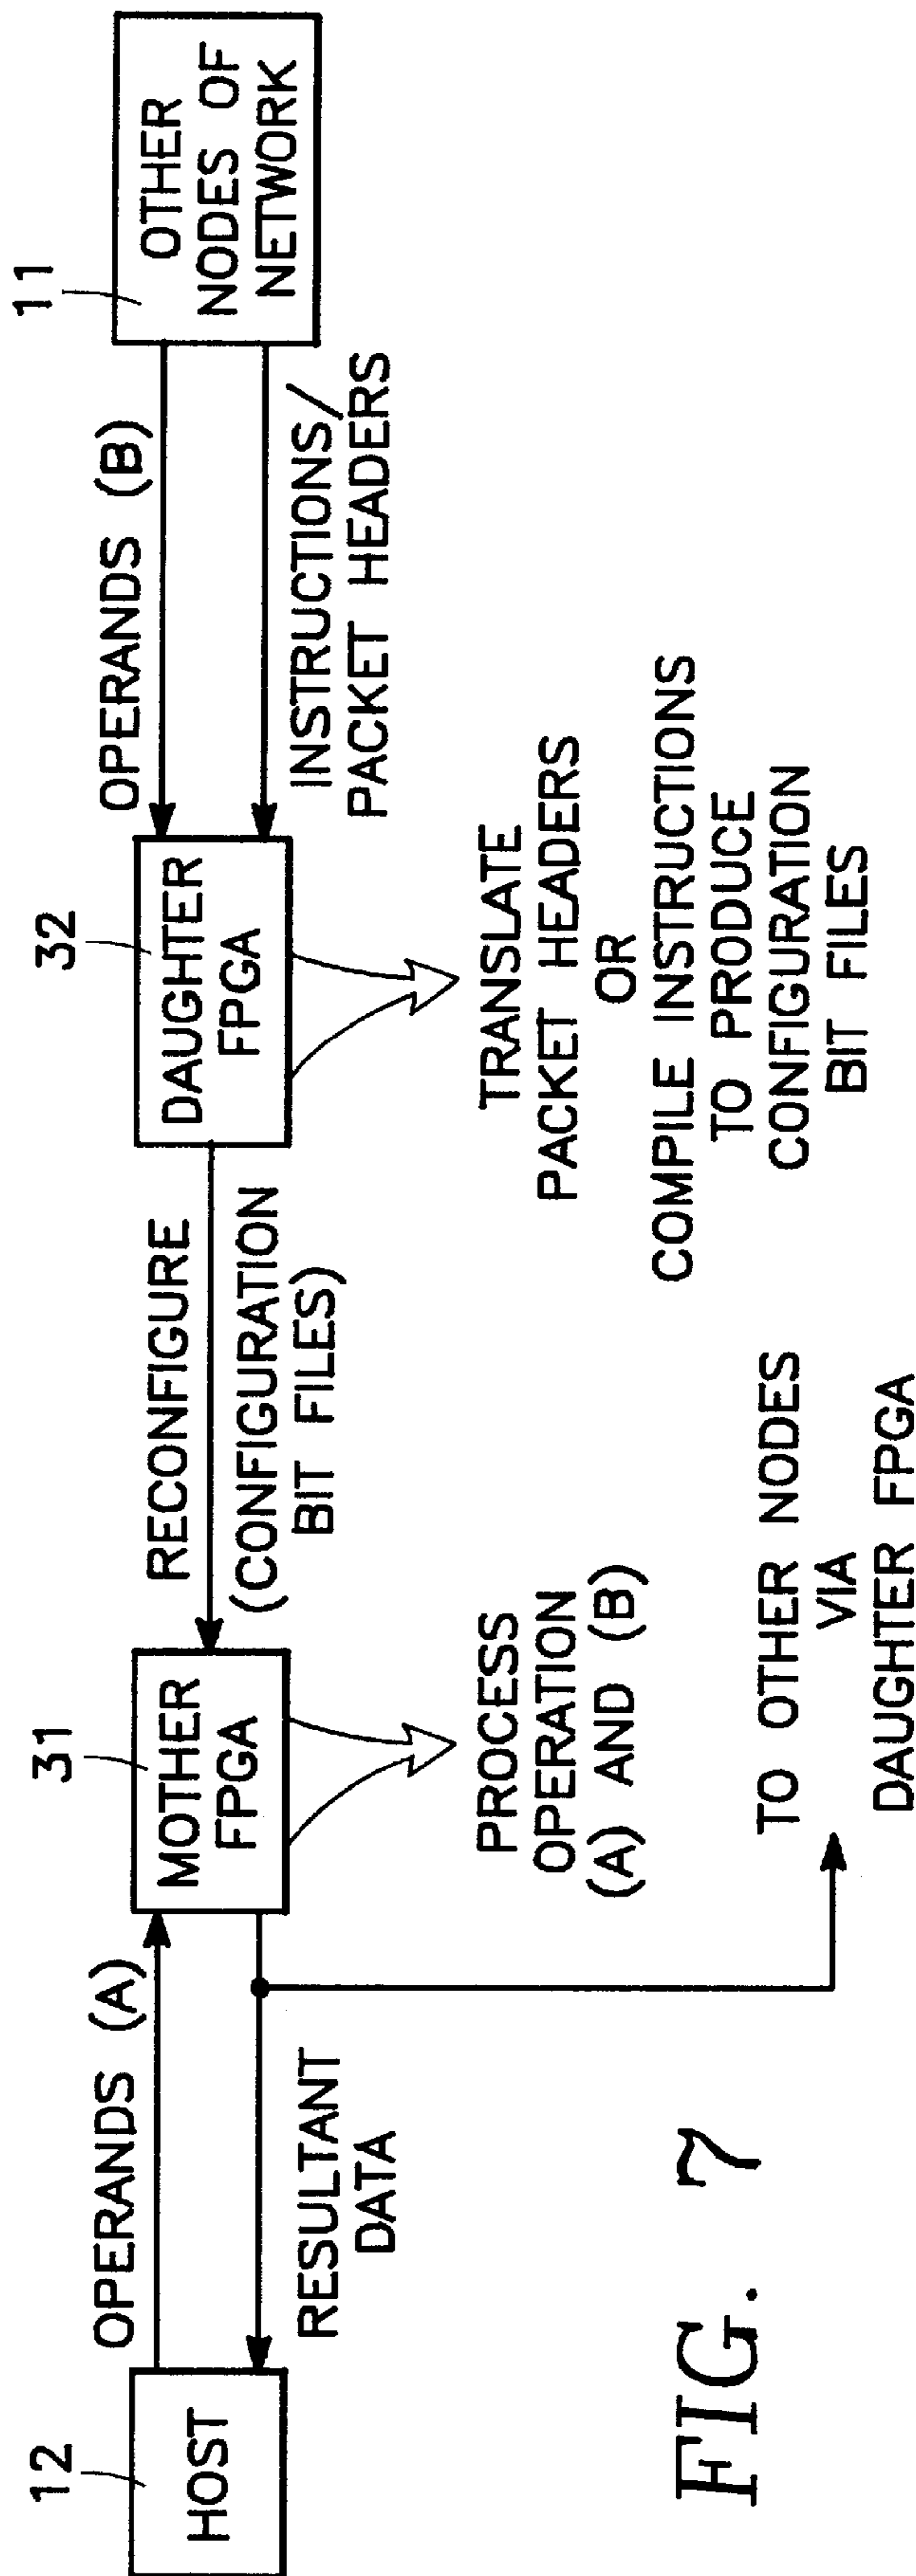 12
HOST
OPERANDS (A)
RESULTANT
DATA
31
MOTHER
FPGA
PROCESS
OPERATION
(A) AND (B)
TO OTHER NODES
VIA
DAUGHTER FPGA
RECONFIGURE
(CONFIGURATION
BIT FILES)
32
DAUGHTER
FPGA
TRANSLATE
PACKET HEADERS
OR
COMPILE INSTRUCTIONS
TO PRODUCE
CONFIGURATION
BIT FILES
OPERANDS (B)
INSTRUCTIONS/
PACKET HEADERS
11
OTHER
NODES OF
NETWORK
FIG. 7